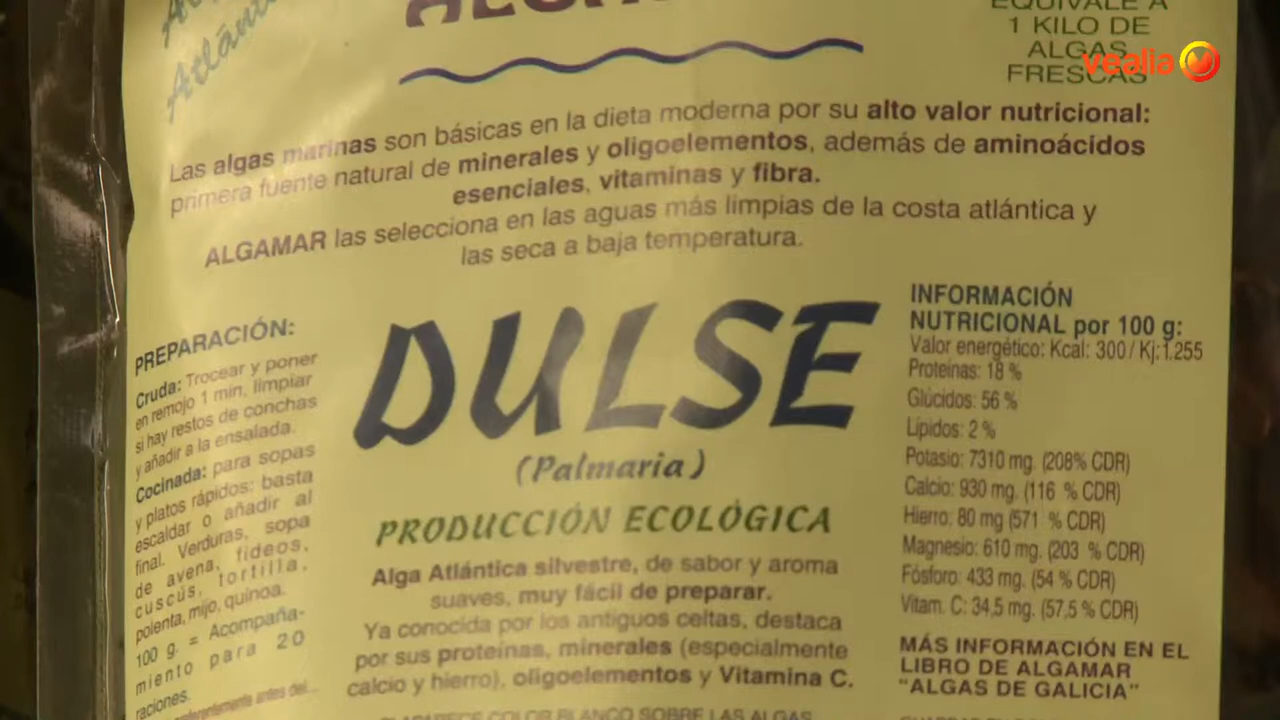 Atlánti
EQUIVALE A
1 KILO DE
ALGAS
FRESCAS
vealia
Las algas marinas son básicas en la dieta moderna por su alto valor nutricional:
primera fuente natural de minerales y oligoelementos, además de aminoácidos
esenciales, vitaminas y fibra.
ALGAMAR las selecciona en las aguas más limpias de la costa atlántica y
las seca a baja temperatura.
PREPARACIÓN:
Cruda: Trocear y poner
en remojo 1 min, limpiar
si hay restos de conchas
y añadir a la ensalada.
Cocinada: para sopas
y platos rápidos: basta
escaldar o añadir al
final. Verduras, sopa
de avena, fideos,
cuscús, tortilla,
polenta, mijo, quinoa.
100 g. = Acompaña-
miento para 20
raciones.
DULSE
(Palmaria)
PRODUCCIÓN ECOLÓGICA
Alga Atlántica silvestre, de sabor y aroma
suaves, muy fácil de preparar.
Ya conocida por los antiguos celtas, destaca
por sus proteínas, minerales (especialmente
calcio y hierro), oligoelementos y Vitamina C.
INFORMACIÓN
NUTRICIONAL por 100 g:
Valor energético: Kcal: 300 / Kj: 1.255
Proteínas: 18 %
Glúcidos: 56 %
Lípidos: 2 %
Potasio: 7310 mg. (208% CDR)
Calcio: 930 mg. (116 % CDR)
Hierro: 80 mg (571 % CDR)
Magnesio: 610 mg. (203 % CDR)
Fósforo: 433 mg. (54 % CDR)
Vitam. C: 34,5 mg. (57,5 % CDR)
MÁS INFORMACIÓN EN EL
LIBRO DE ALGAMAR
"ALGAS DE GALICIA"
APARECE COLOR BLANCO SOBRE LAS ALGAS